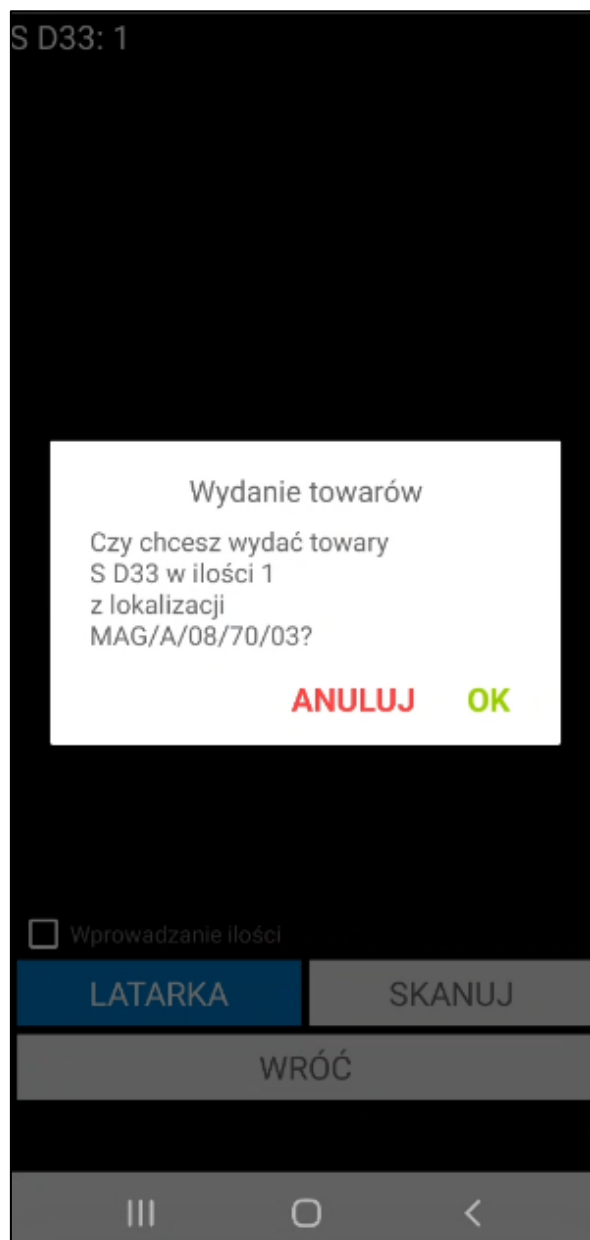 S D33: 1
Wydanie towarów
Czy chcesz wydać towary
S D33 w ilości 1
z lokalizacji
MAG/A/08/70/03?
ANULUJ OK
Wprowadzanie ilości
LATARKA SKANUJ
WRÓĆ